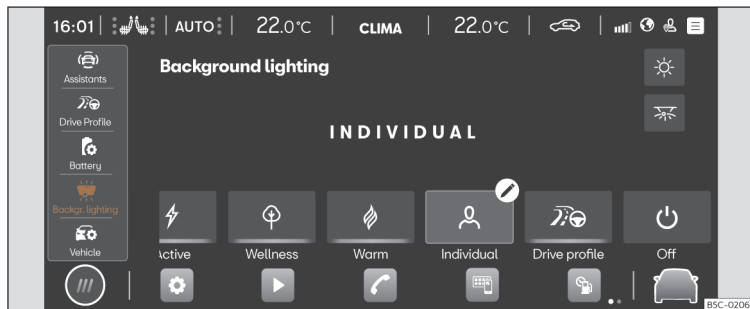 16:01 AUTO 22.0°C CLIMA 22.0°C
Assistants
Drive Profile
Battery
Backgr. lighting
Vehicle
Background lighting
INDIVIDUAL
Active Wellness Warm Individual Drive profile Off
B5C-0206